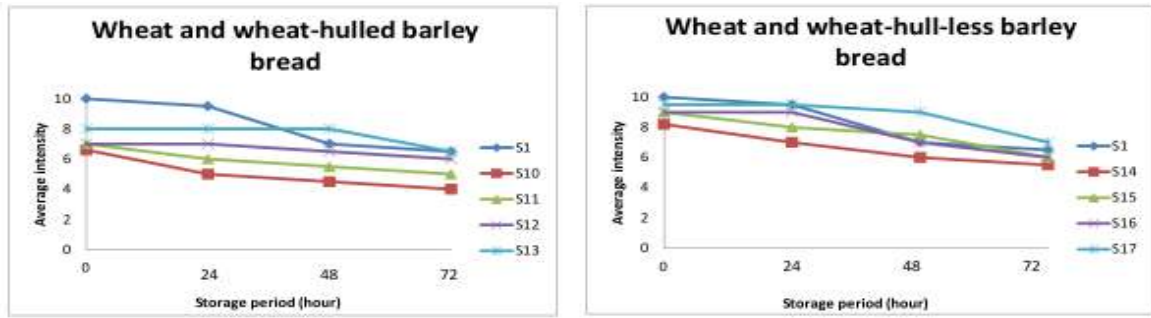 Wheat and wheat-hulled barley
bread
10
8
6
4
2
0
Average intensity
0 24 48 72
Storage period (hour)
S1
S10
S11
S12
S13
Wheat and wheat-hull-less barley
bread
10
8
6
4
2
0
Average intensity
0 24 48 72
Storage period (hour)
S1
S14
S15
S16
S17